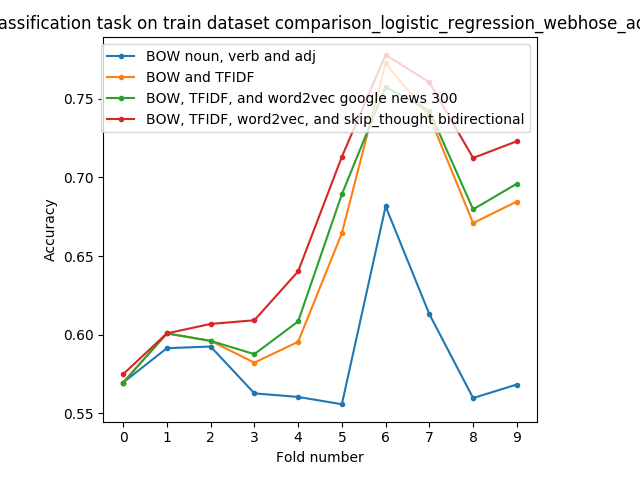 assification task on train dataset comparison_logistic_regression_webhose_ad
BOW noun, verb and adj
BOW and TFIDF
BOW, TFIDF, and word2vec google news 300
BOW, TFIDF, word2vec, and skip_thought bidirectional
0.75
0.70
0.65
0.60
0.55
Accuracy
0 1 2 3 4 5 6 7 8 9
Fold number